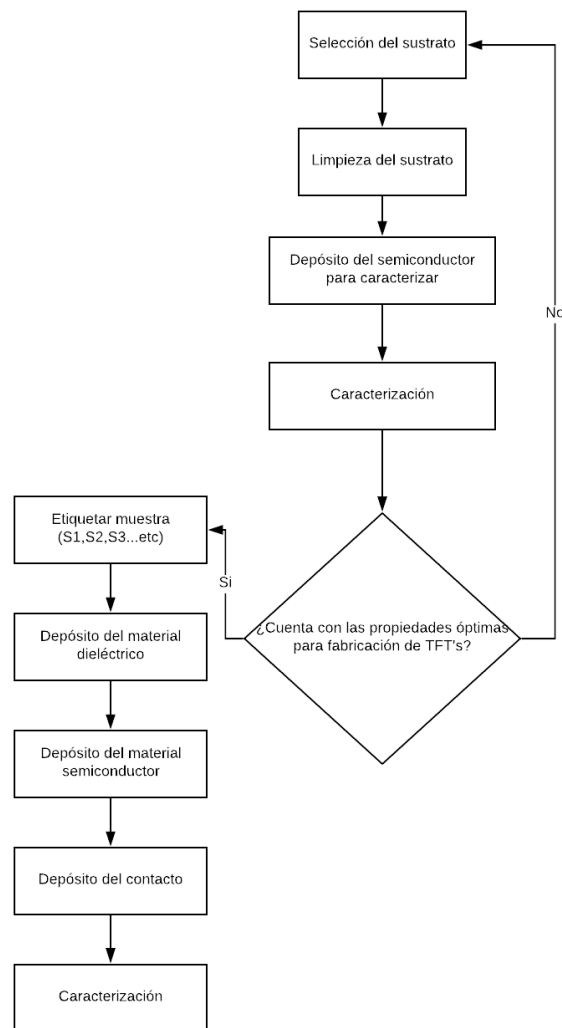 Selección del sustrato
Limpieza del sustrato
Depósito del semiconductor
para caracterizar
Caracterización
No
¿Cuenta con las propiedades óptimas
para fabricación de TFT's?
Si
Etiquetar muestra
(S1,S2,S3...etc)
Depósito del material
dieléctrico
Depósito del material
semiconductor
Depósito del contacto
Caracterización